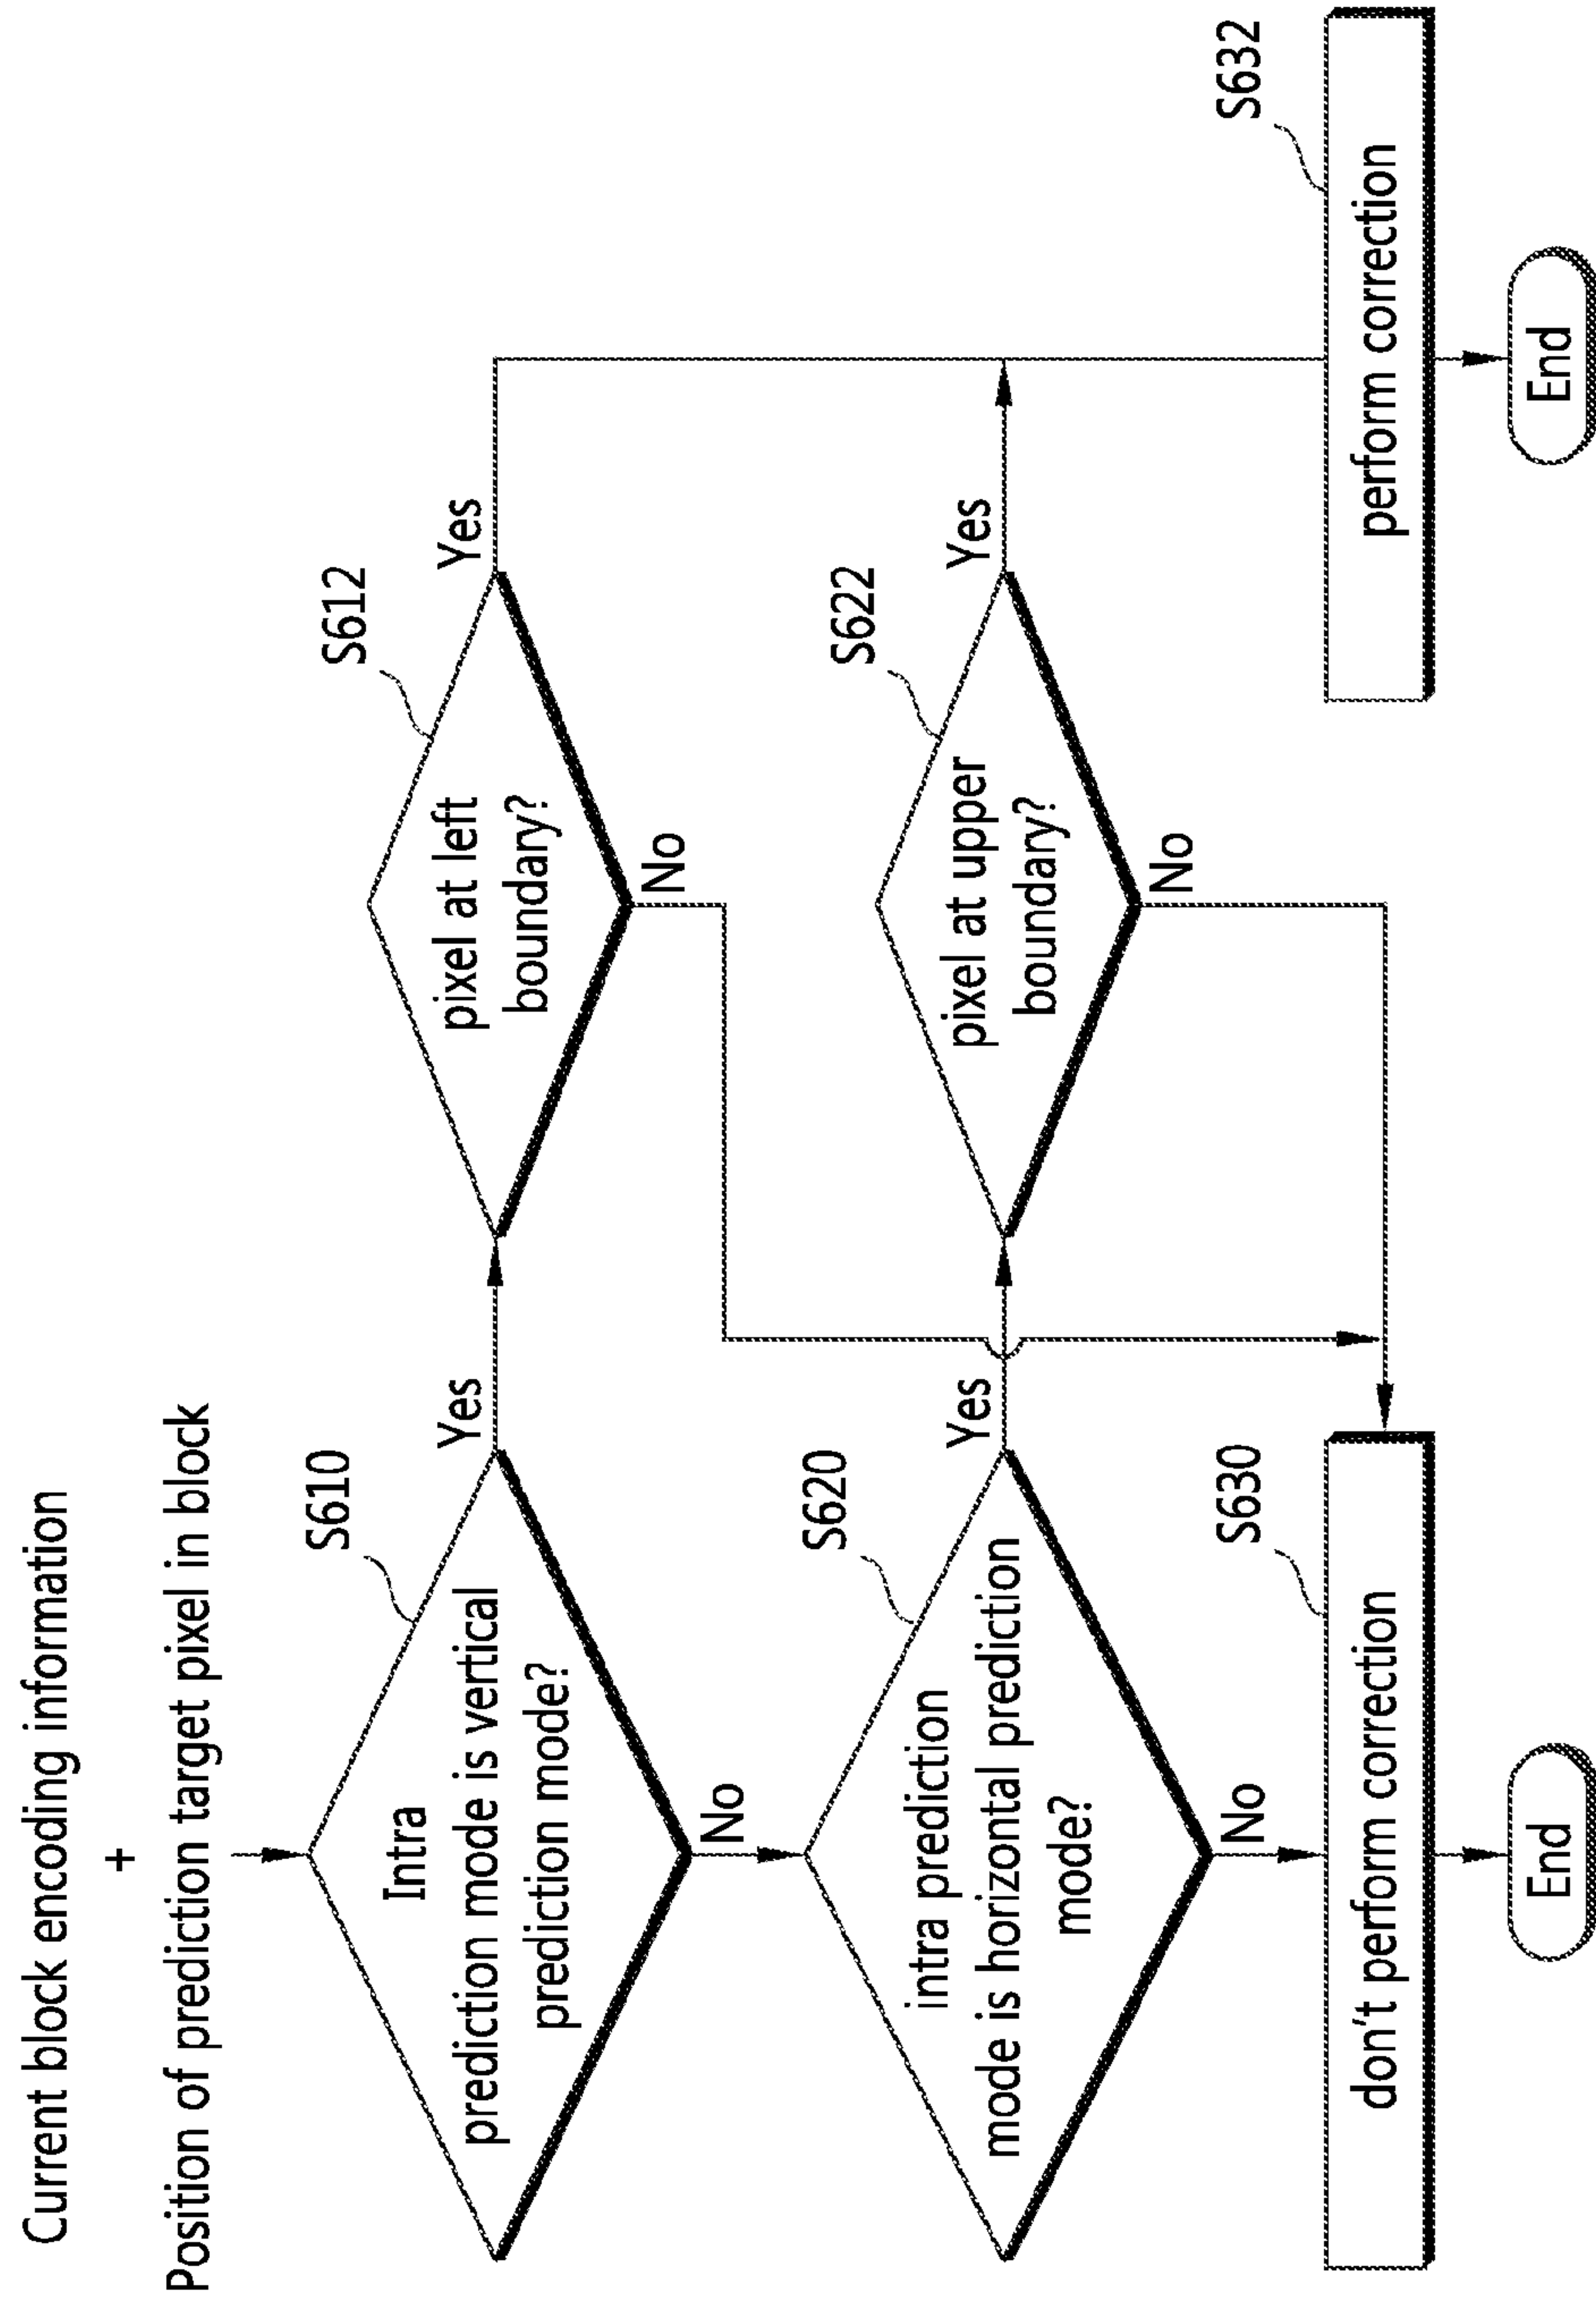 Current block encoding information
+
Position of prediction target pixel in block
S610
Intra
prediction mode is vertical
prediction mode?
Yes
No
S612
pixel at left
boundary?
Yes
No
S620
intra prediction
mode is horizontal prediction
mode?
Yes
No
S622
pixel at upper
boundary?
Yes
No
S630
don't perform correction
S632
perform correction
End
End